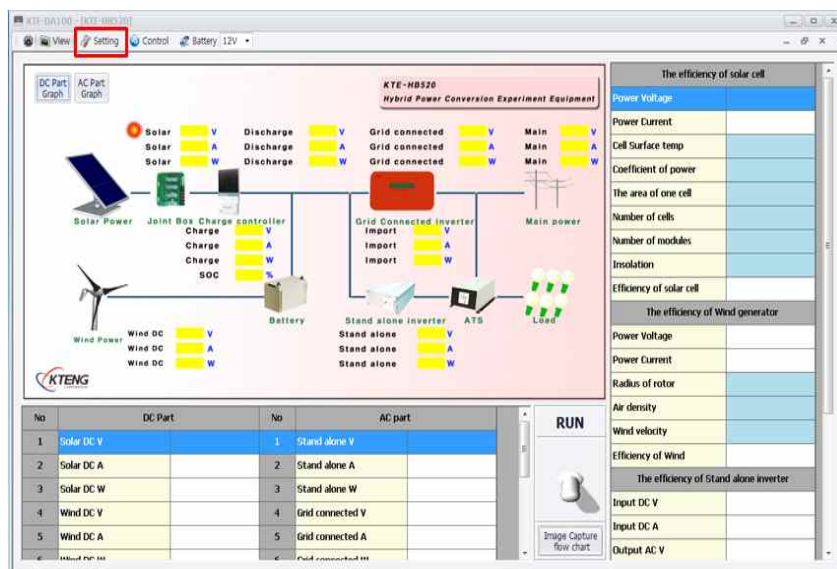 KTE-DA100 - [KTE-HB520]
View Setting Control Battery 12V
DC Part Graph
AC Part Graph
KTE-HB520
Hybrid Power Conversion Experiment Equipment
Solar V Discharge V Grid connected V Main V
Solar A Discharge A Grid connected A Main A
Solar W Discharge W Grid connected W Main W
Solar Power Joint Box Charge controller Grid Connected inverter Main power
Charge V Import V
Charge A Import A
Charge W Import W
SOC %
Wind Power Battery Stand alone inverter ATS Load
Wind DC V Stand alone V
Wind DC A Stand alone A
Wind DC W Stand alone W
KTENG
No DC Part No AC part
1 Solar DC V 1 Stand alone V
2 Solar DC A 2 Stand alone A
3 Solar DC W 3 Stand alone W
4 Wind DC V 4 Grid connected V
5 Wind DC A 5 Grid connected A
6 Wind DC W 6 Grid connected W
RUN
Image Capture
flow chart
The efficiency of solar cell
Power Voltage
Power Current
Cell Surface temp
Coefficient of power
The area of one cell
Number of cells
Number of modules
Insolation
Efficiency of solar cell
The efficiency of Wind generator
Power Voltage
Power Current
Radius of rotor
Air density
Wind velocity
Efficiency of Wind
The efficiency of Stand alone inverter
Input DC V
Input DC A
Output AC V